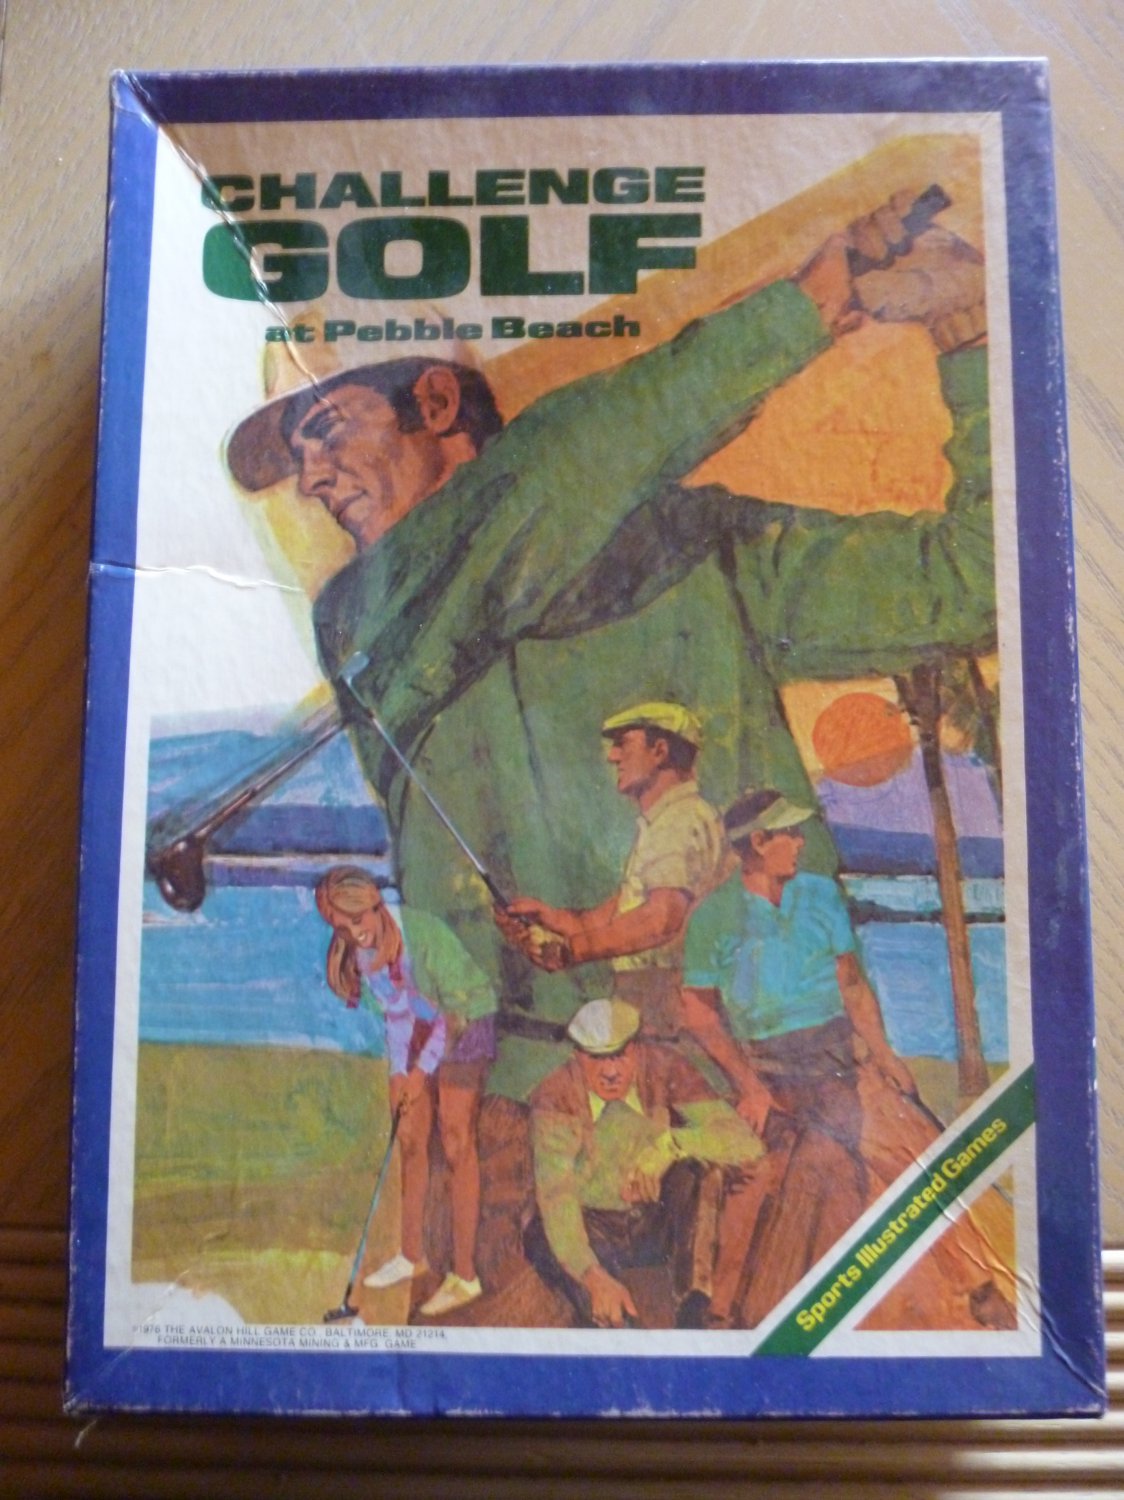 CHALLENGE
GOLF
at Pebble Beach
Sports Illustrated Games
©1976 THE AVALON HILL GAME CO., BALTIMORE, MD 21214,
FORMERLY A MINNESOTA MINING & MFG. GAME